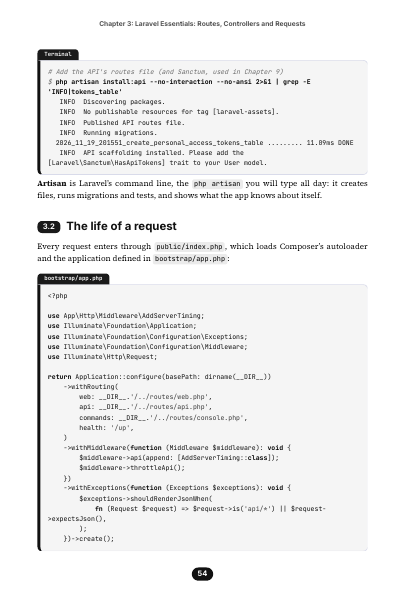 Chapter 3: Laravel Essentials: Routes, Controllers and Requests
Terminal
# Add the API's routes file (and Sanctum, used in Chapter 9)
$ php artisan install:api --no-interaction --no-ansi 2>&1 | grep -E
'INFO|tokens_table'
   INFO  Discovering packages.
   INFO  No publishable resources for tag [laravel-assets].
   INFO  Published API routes file.
   INFO  Running migrations.
  2026_11_19_201551_create_personal_access_tokens_table ......... 11.09ms DONE
   INFO  API scaffolding installed. Please add the
[Laravel\Sanctum\HasApiTokens] trait to your User model.
Artisan is Laravel's command line, the php artisan you will type all day: it creates
files, runs migrations and tests, and shows what the app knows about itself.
3.2 The life of a request
Every request enters through public/index.php, which loads Composer's autoloader
and the application defined in bootstrap/app.php:
bootstrap/app.php
<?php
use App\Http\Middleware\AddServerTiming;
use Illuminate\Foundation\Application;
use Illuminate\Foundation\Configuration\Exceptions;
use Illuminate\Foundation\Configuration\Middleware;
use Illuminate\Http\Request;
return Application::configure(basePath: dirname(__DIR__))
    ->withRouting(
        web: __DIR__.'/../routes/web.php',
        api: __DIR__.'/../routes/api.php',
        commands: __DIR__.'/../routes/console.php',
        health: '/up',
    )
    ->withMiddleware(function (Middleware $middleware): void {
        $middleware->api(append: [AddServerTiming::class]);
        $middleware->throttleApi();
    })
    ->withExceptions(function (Exceptions $exceptions): void {
        $exceptions->shouldRenderJsonWhen(
            fn (Request $request) => $request->is('api/*') || $request-
>expectsJson(),
        );
    })->create();
54